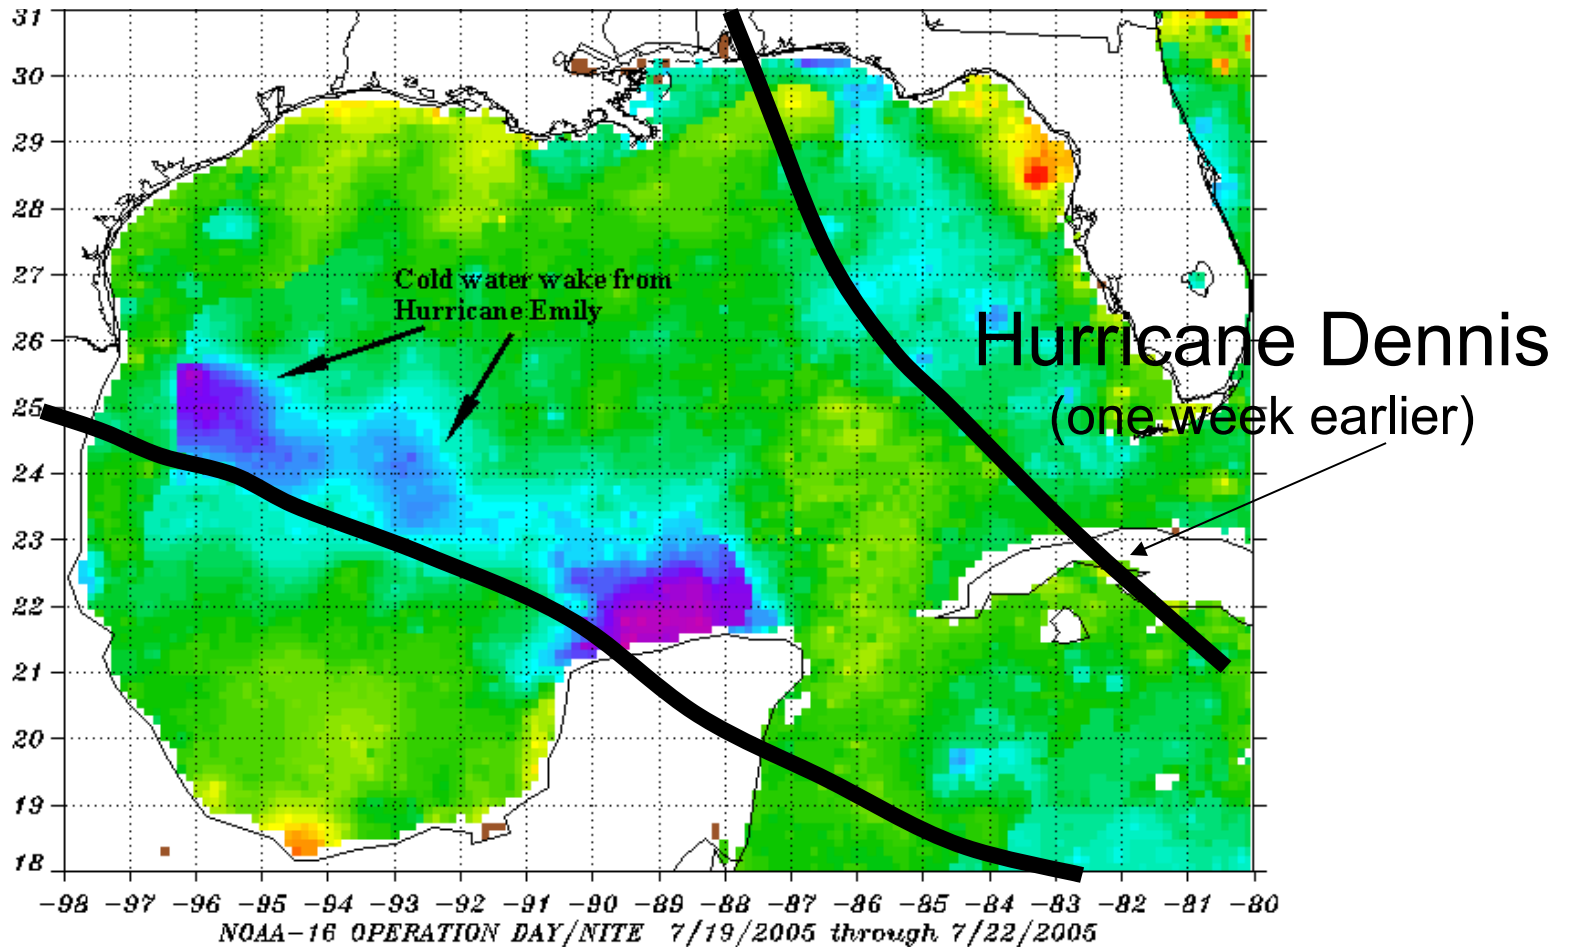 31
30
29
28
27
26
25
24
23
22
21
20
19
18
Cold water wake from
Hurricane Emily
Hurricane Dennis
(one week earlier)
-98 -97 -96 -95 -94 -93 -92 -91 -90 -89 -88 -87 -86 -85 -84 -83 -82 -81 -80
NOAA-16 OPERATION DAY/NITE 7/19/2005 through 7/22/2005